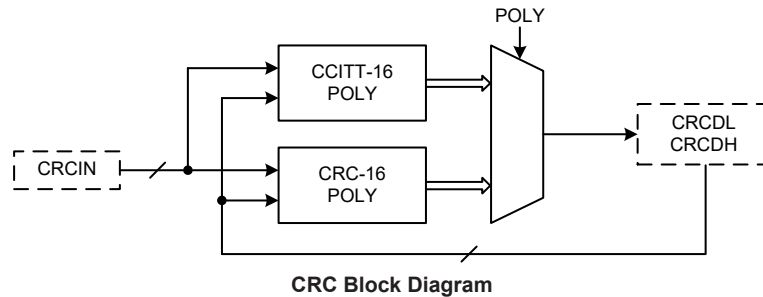 POLY
CCITT-16
POLY
CRCDL
CRCDH
CRCIN
CRC-16
POLY
CRC Block Diagram